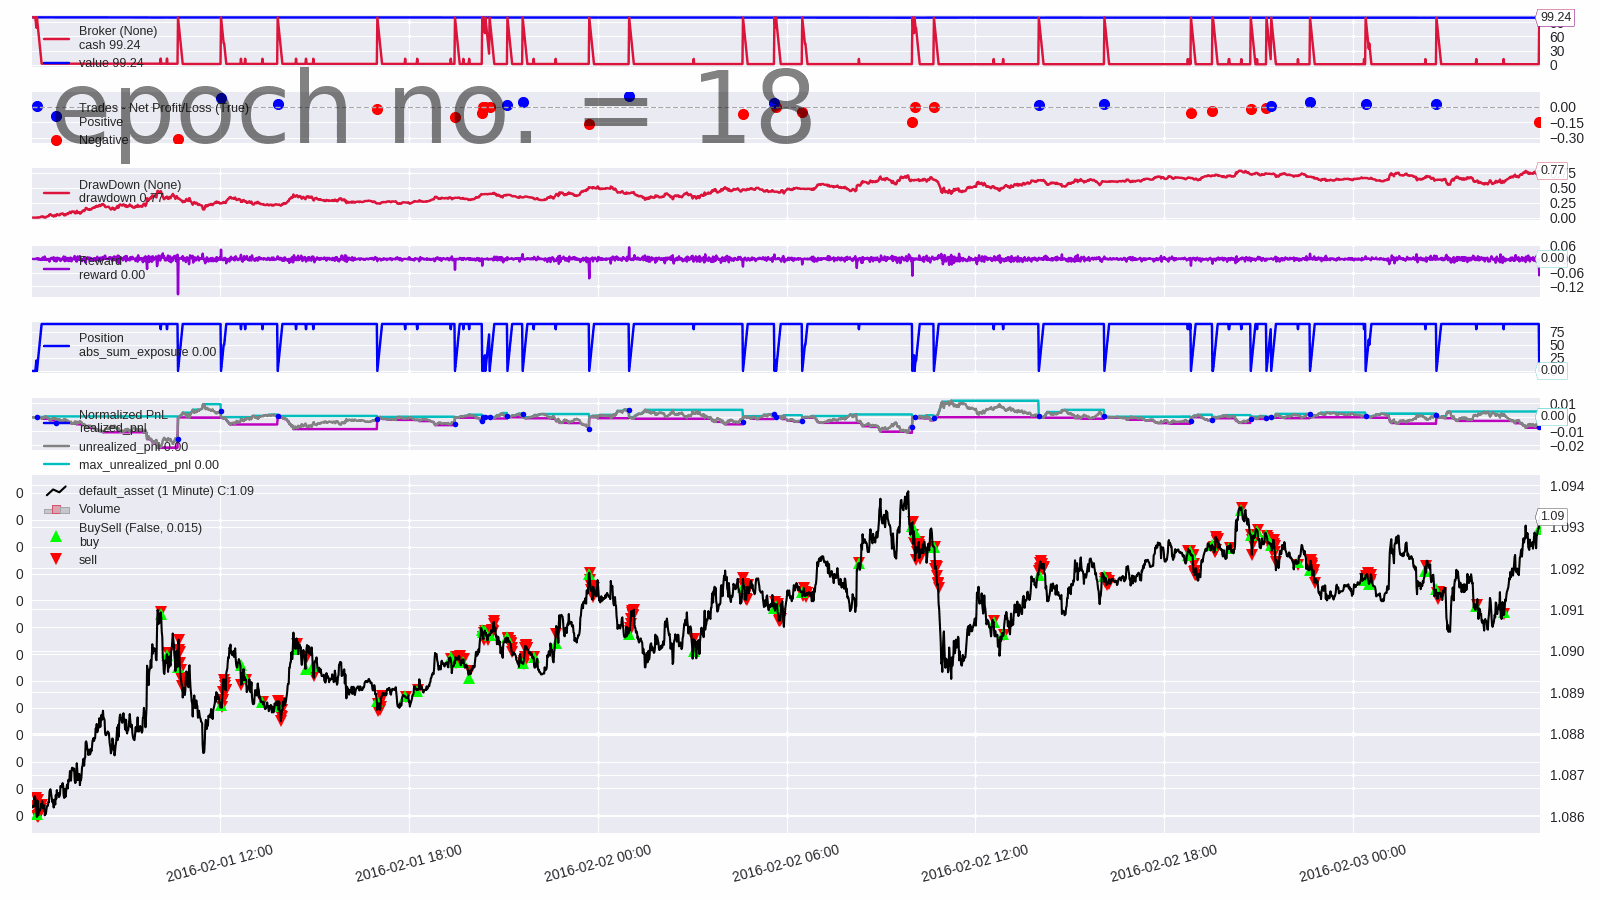 Broker (None)
cash 99.24
value 99.24
99.24
60
30
0
epoch no. = 18
Trades - Net Profit/Loss (True)
Positive
Negative
0.00
−0.15
−0.30
DrawDown (None)
drawdown 0.77
0.77
0.50
0.25
0.00
Reward
reward 0.00
0.06
0.00
−0.06
−0.12
Position
abs_sum_exposure 0.00
75
50
25
0.00
Normalized PnL
realized_pnl
unrealized_pnl 0.00
max_unrealized_pnl 0.00
0.01
0.00
−0.01
−0.02
default_asset (1 Minute) C:1.09
Volume
BuySell (False, 0.015)
buy
sell
0
0
0
0
0
0
0
0
0
0
0
0
0
1.094
1.09
1.093
1.092
1.091
1.090
1.089
1.088
1.087
1.086
2016-02-01 12:00
2016-02-01 18:00
2016-02-02 00:00
2016-02-02 06:00
2016-02-02 12:00
2016-02-02 18:00
2016-02-03 00:00